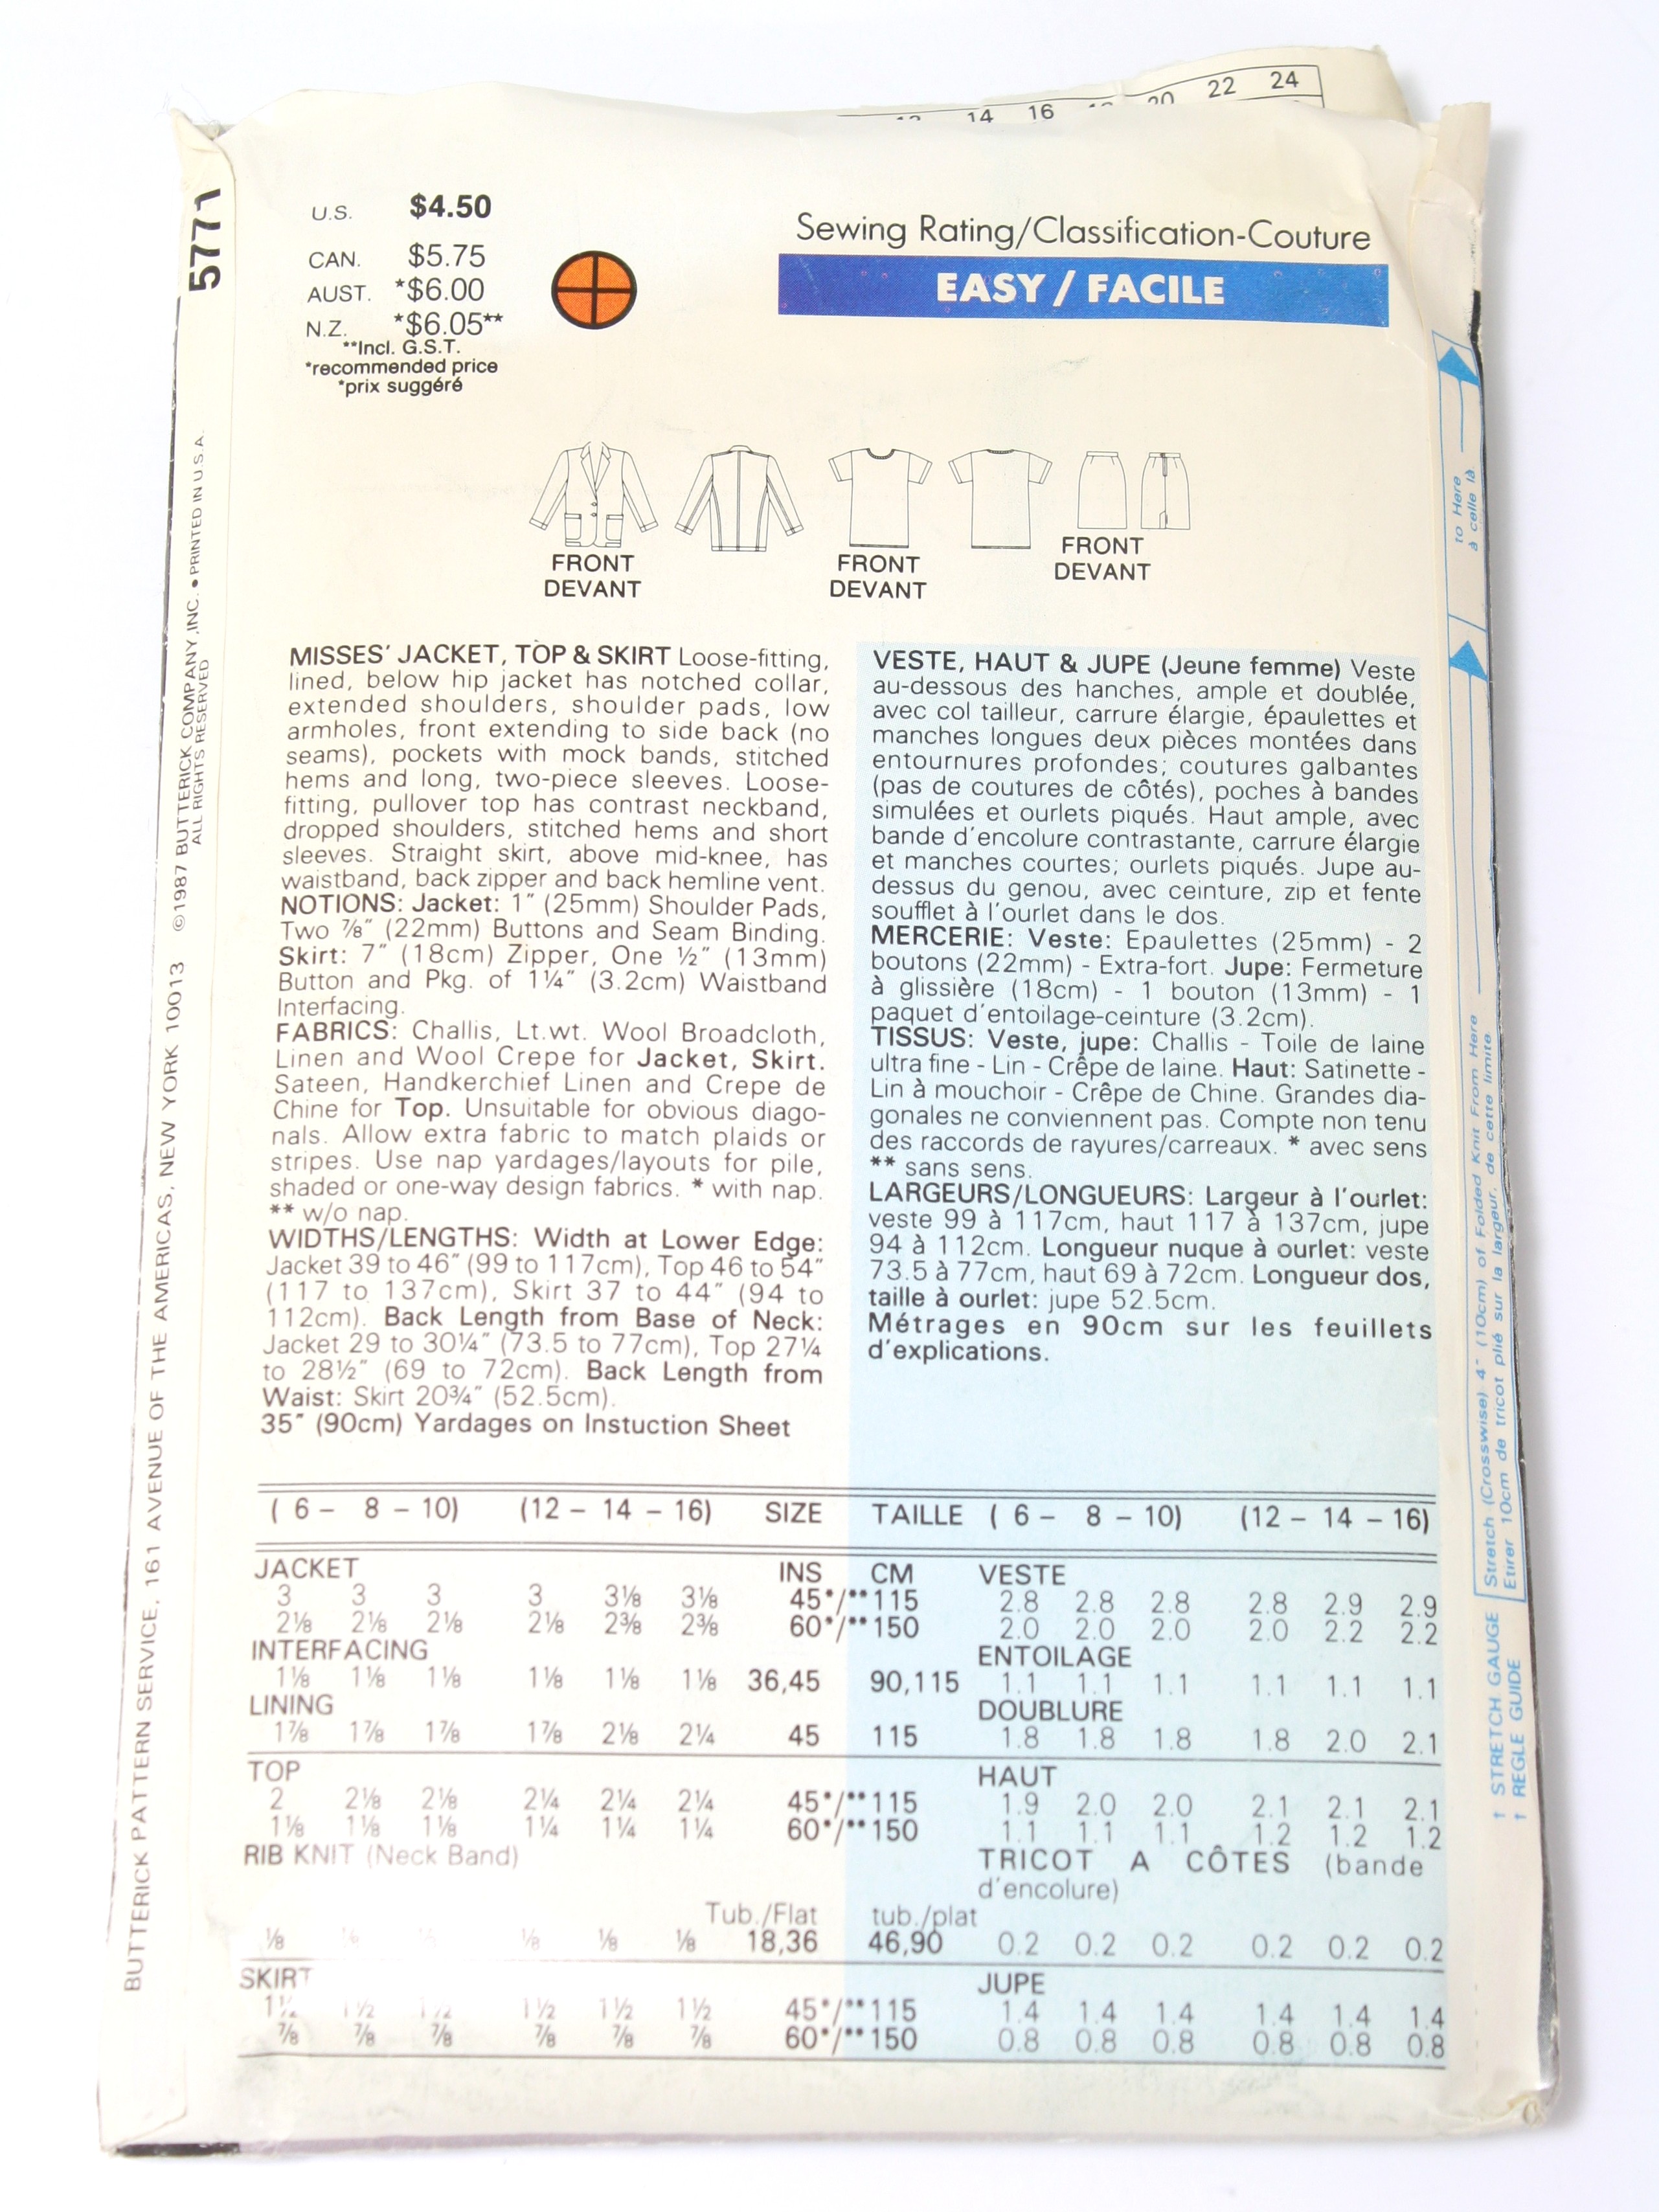 22 24
14 16 20
5771
©1987 BUTTERICK COMPANY, INC. • PRINTED IN U.S.A.
ALL RIGHTS RESERVED
BUTTERICK PATTERN SERVICE, 161 AVENUE OF THE AMERICAS, NEW YORK 10013
U.S. $4.50
CAN. $5.75
AUST. *$6.00
N.Z. *$6.05**
**Incl. G.S.T.
*recommended price
*prix suggéré
Sewing Rating/Classification-Couture
EASY / FACILE
FRONT
DEVANT
FRONT
DEVANT
FRONT
DEVANT
MISSES' JACKET, TOP & SKIRT Loose-fitting,
lined, below hip jacket has notched collar,
extended shoulders, shoulder pads, low
armholes, front extending to side back (no
seams), pockets with mock bands, stitched
hems and long, two-piece sleeves. Loose-
fitting, pullover top has contrast neckband,
dropped shoulders, stitched hems and short
sleeves. Straight skirt, above mid-knee, has
waistband, back zipper and back hemline vent.
NOTIONS: Jacket: 1" (25mm) Shoulder Pads,
Two ⅞" (22mm) Buttons and Seam Binding.
Skirt: 7" (18cm) Zipper, One ½" (13mm)
Button and Pkg. of 1¼" (3.2cm) Waistband
Interfacing.
FABRICS: Challis, Lt.wt. Wool Broadcloth,
Linen and Wool Crepe for Jacket, Skirt.
Sateen, Handkerchief Linen and Crepe de
Chine for Top. Unsuitable for obvious diago-
nals. Allow extra fabric to match plaids or
stripes. Use nap yardages/layouts for pile,
shaded or one-way design fabrics. * with nap.
** w/o nap.
WIDTHS/LENGTHS: Width at Lower Edge:
Jacket 39 to 46" (99 to 117cm), Top 46 to 54"
(117 to 137cm), Skirt 37 to 44" (94 to
112cm). Back Length from Base of Neck:
Jacket 29 to 30¼" (73.5 to 77cm), Top 27¼
to 28½" (69 to 72cm). Back Length from
Waist: Skirt 20¾" (52.5cm).
35" (90cm) Yardages on Instuction Sheet
VESTE, HAUT & JUPE (Jeune femme) Veste
au-dessous des hanches, ample et doublée,
avec col tailleur, carrure élargie, épaulettes et
manches longues deux pièces montées dans
entournures profondes; coutures galbantes
(pas de coutures de côtés), poches à bandes
simulées et ourlets piqués. Haut ample, avec
bande d'encolure contrastante, carrure élargie
et manches courtes; ourlets piqués. Jupe au-
dessus du genou, avec ceinture, zip et fente
soufflet à l'ourlet dans le dos.
MERCERIE: Veste: Epaulettes (25mm) - 2
boutons (22mm) - Extra-fort. Jupe: Fermeture
à glissière (18cm) - 1 bouton (13mm) - 1
paquet d'entoilage-ceinture (3.2cm).
TISSUS: Veste, jupe: Challis - Toile de laine
ultra fine - Lin - Crêpe de laine. Haut: Satinette -
Lin à mouchoir - Crêpe de Chine. Grandes dia-
gonales ne conviennent pas. Compte non tenu
des raccords de rayures/carreaux. * avec sens
** sans sens.
LARGEURS/LONGUEURS: Largeur à l'ourlet:
veste 99 à 117cm, haut 117 à 137cm, jupe
94 à 112cm. Longueur nuque à ourlet: veste
73.5 à 77cm, haut 69 à 72cm. Longueur dos,
taille à ourlet: jupe 52.5cm.
Métrages en 90cm sur les feuillets
d'explications.
( 6 – 8 – 10) (12 – 14 – 16) SIZE TAILLE ( 6 – 8 – 10) (12 – 14 – 16)
JACKET INS CM VESTE
3 3 3 3 3⅛ 3⅛ 45*/**115 2.8 2.8 2.8 2.8 2.9 2.9
2⅛ 2⅛ 2⅛ 2⅛ 2⅜ 2⅜ 60*/**150 2.0 2.0 2.0 2.0 2.2 2.2
INTERFACING ENTOILAGE
1⅛ 1⅛ 1⅛ 1⅛ 1⅛ 1⅛ 36,45 90,115 1.1 1.1 1.1 1.1 1.1 1.1
LINING DOUBLURE
1⅞ 1⅞ 1⅞ 1⅞ 2⅛ 2¼ 45 115 1.8 1.8 1.8 1.8 2.0 2.1
TOP HAUT
2 2⅛ 2⅛ 2¼ 2¼ 2¼ 45*/**115 1.9 2.0 2.0 2.1 2.1 2.1
1⅛ 1⅛ 1⅛ 1¼ 1¼ 1¼ 60*/**150 1.1 1.1 1.1 1.2 1.2 1.2
RIB KNIT (Neck Band) TRICOT A CÔTES (bande
d'encolure)
Tub./Flat tub./plat
⅛ ⅛ ⅛ ⅛ 18,36 46,90 0.2 0.2 0.2 0.2 0.2 0.2
SKIRT JUPE
1½ 1½ 1½ 1½ 1½ 1½ 45*/**115 1.4 1.4 1.4 1.4 1.4 1.4
⅞ ⅞ ⅞ ⅞ ⅞ ⅞ 60*/**150 0.8 0.8 0.8 0.8 0.8 0.8
to Here
à celle là
Stretch (Crosswise) 4" (10cm) of Folded Knit From Here
Etirer 10cm de tricot plié sur la largeur, de cette limite
↑ STRETCH GAUGE
↑ REGLE GUIDE